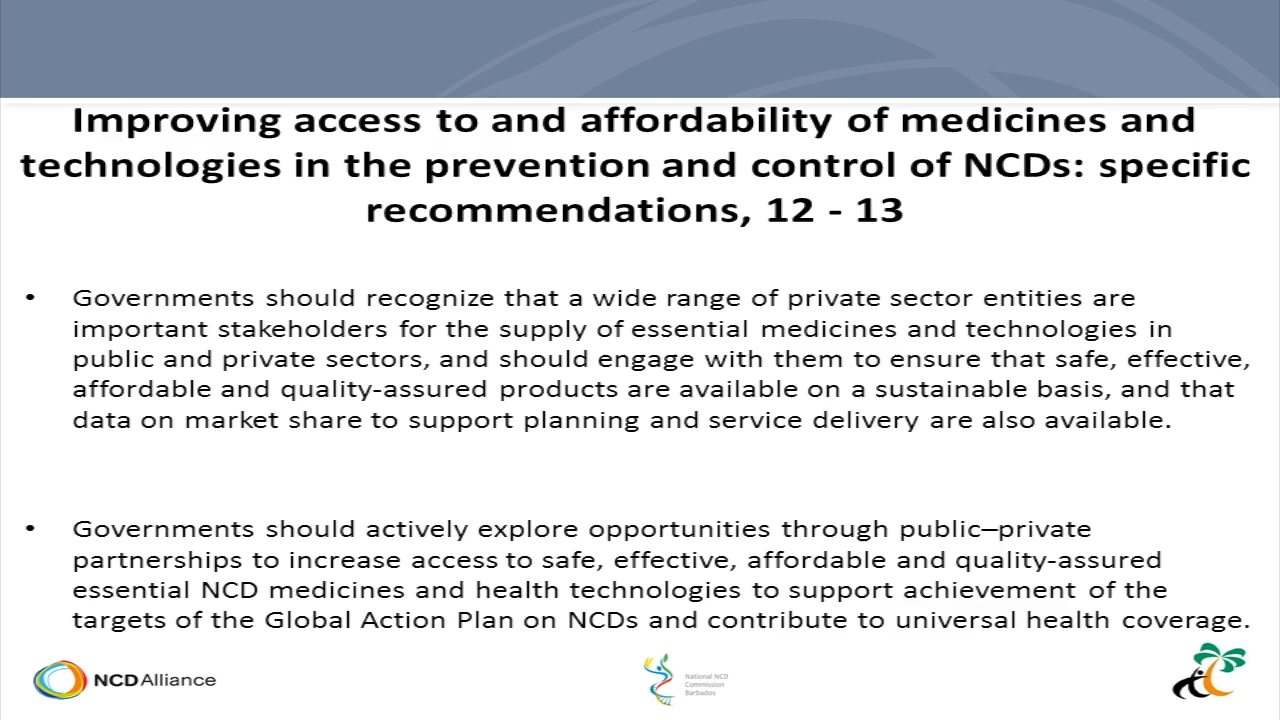 Improving access to and affordability of medicines and
technologies in the prevention and control of NCDs: specific
recommendations, 12 - 13
• Governments should recognize that a wide range of private sector entities are
important stakeholders for the supply of essential medicines and technologies in
public and private sectors, and should engage with them to ensure that safe, effective,
affordable and quality-assured products are available on a sustainable basis, and that
data on market share to support planning and service delivery are also available.
• Governments should actively explore opportunities through public–private
partnerships to increase access to safe, effective, affordable and quality-assured
essential NCD medicines and health technologies to support achievement of the
targets of the Global Action Plan on NCDs and contribute to universal health coverage.
NCDAlliance
National NCD
Commission
Barbados